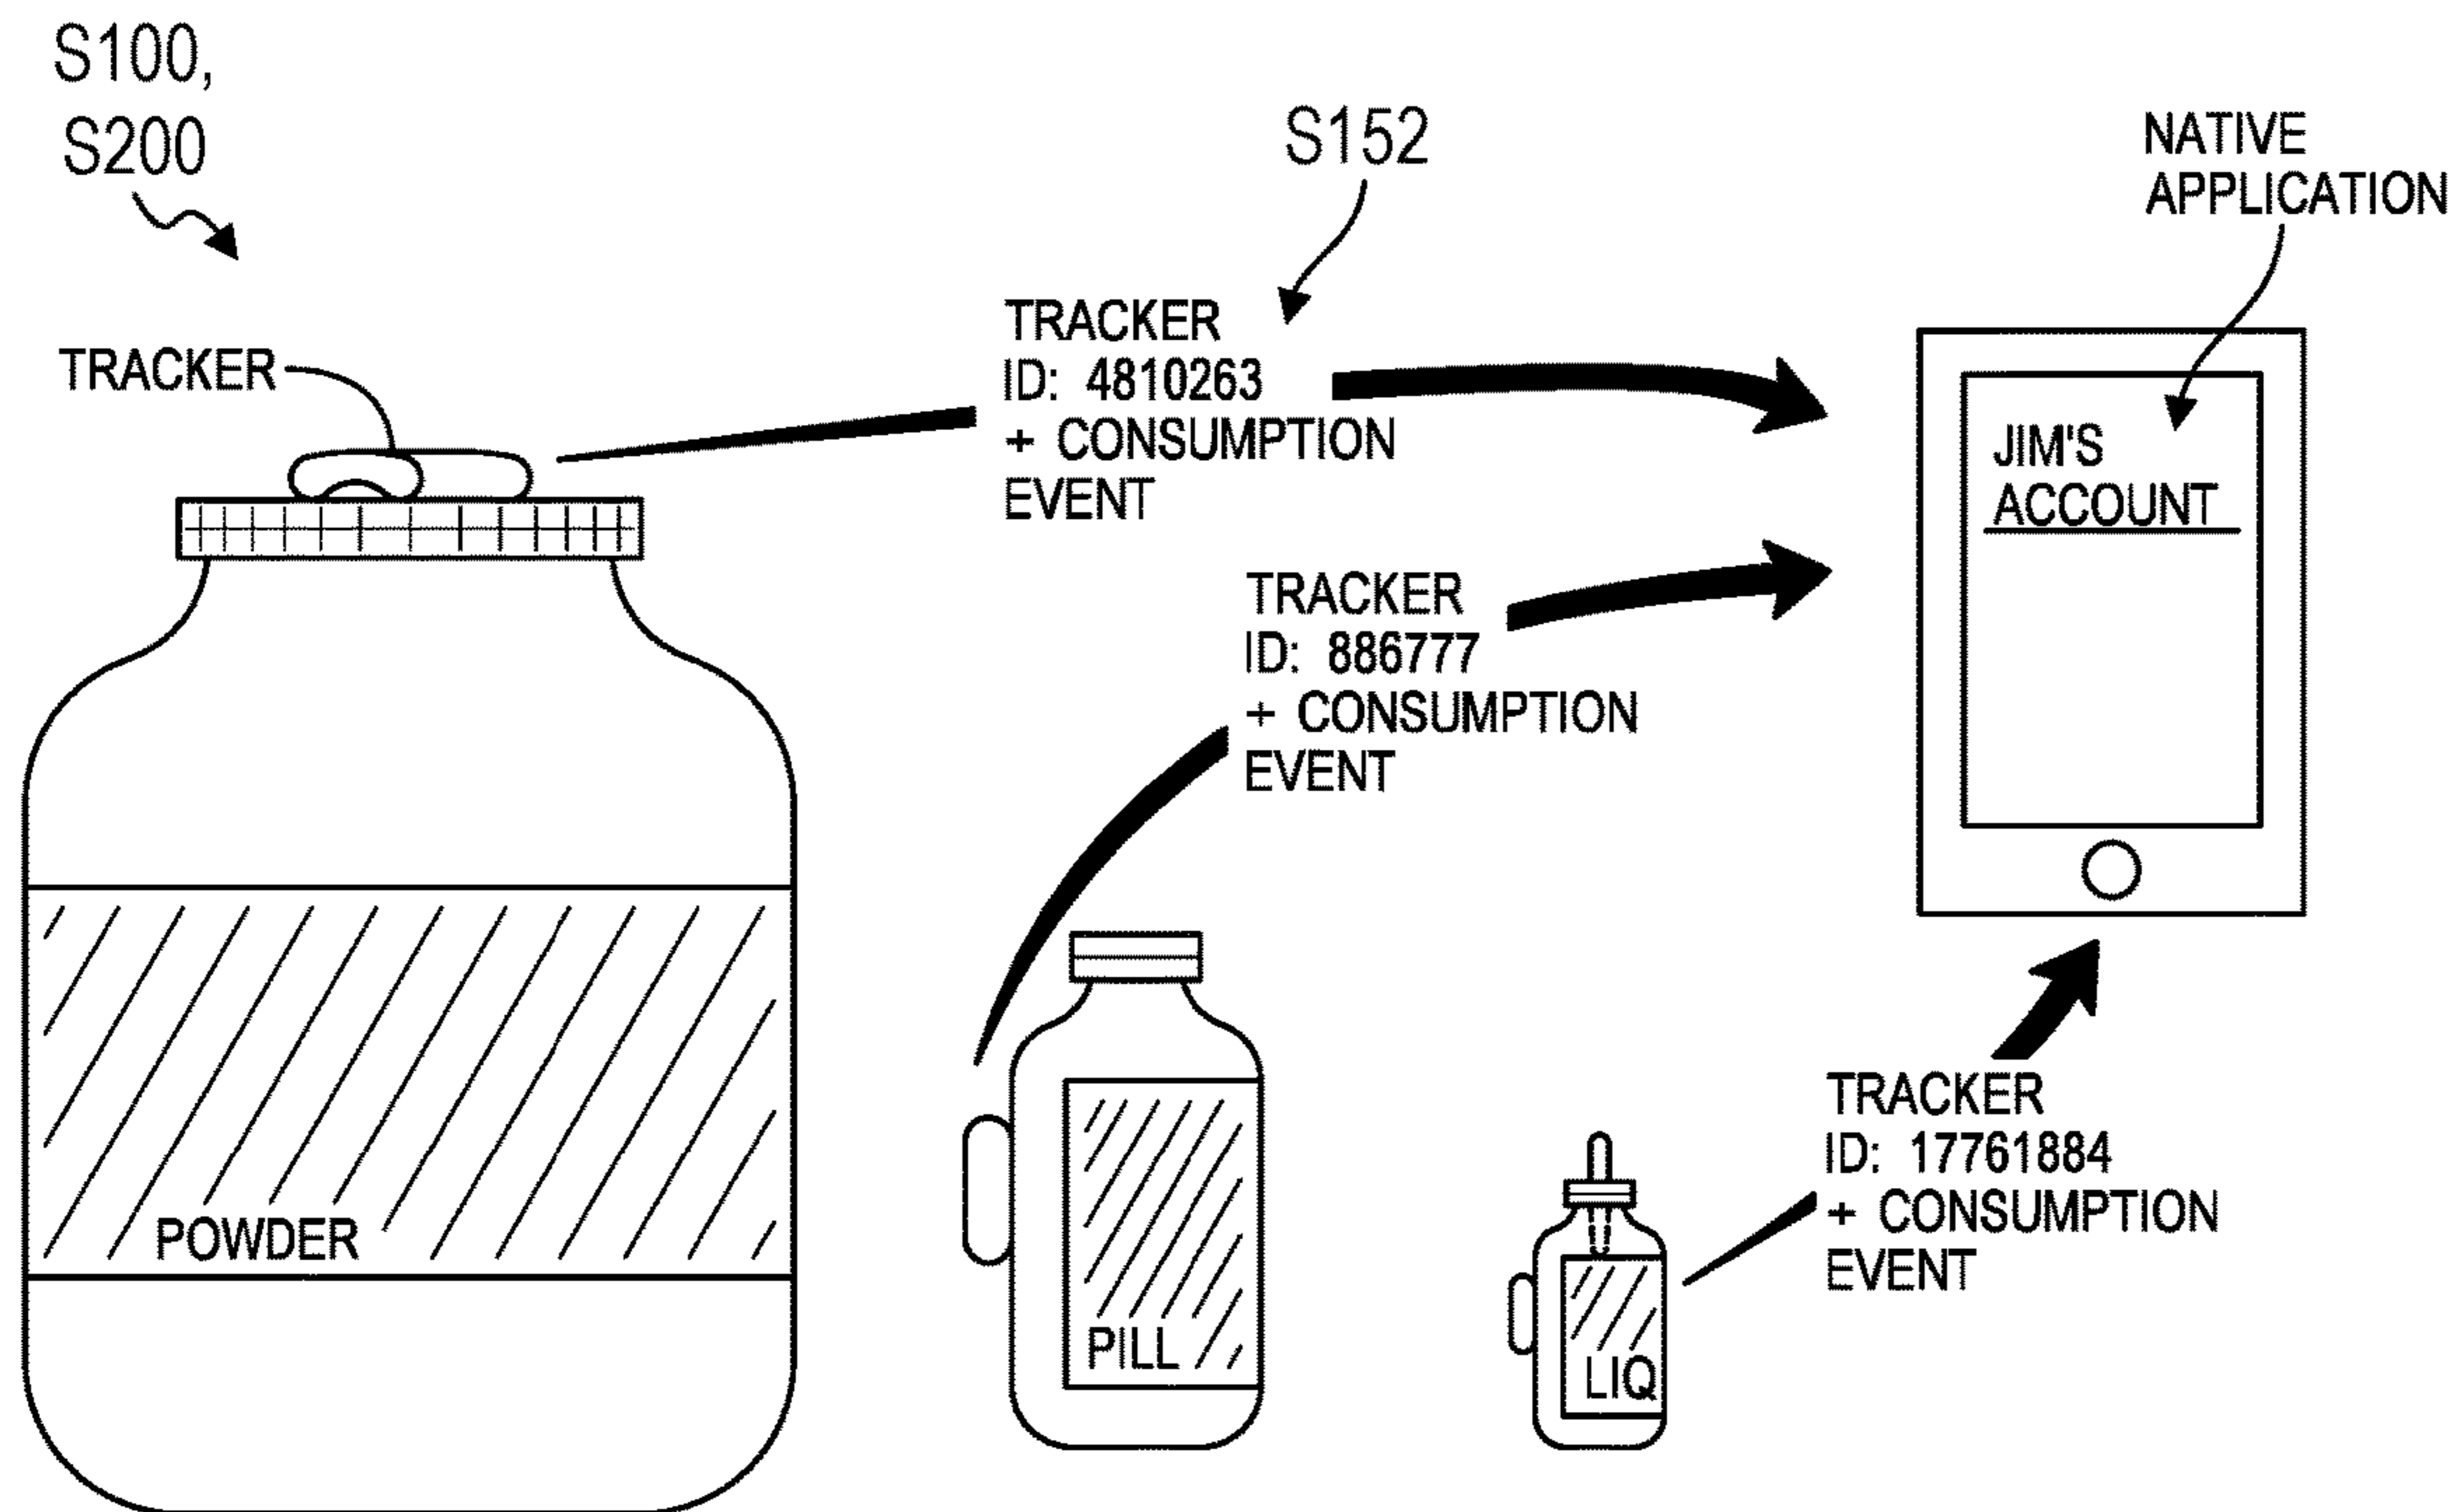 S100,
S200
S152
NATIVE
APPLICATION
TRACKER
TRACKER
ID: 4810263
+ CONSUMPTION
EVENT
JIM'S
ACCOUNT
TRACKER
ID: 886777
+ CONSUMPTION
EVENT
POWDER
PILL
LIQ
TRACKER
ID: 17761884
+ CONSUMPTION
EVENT